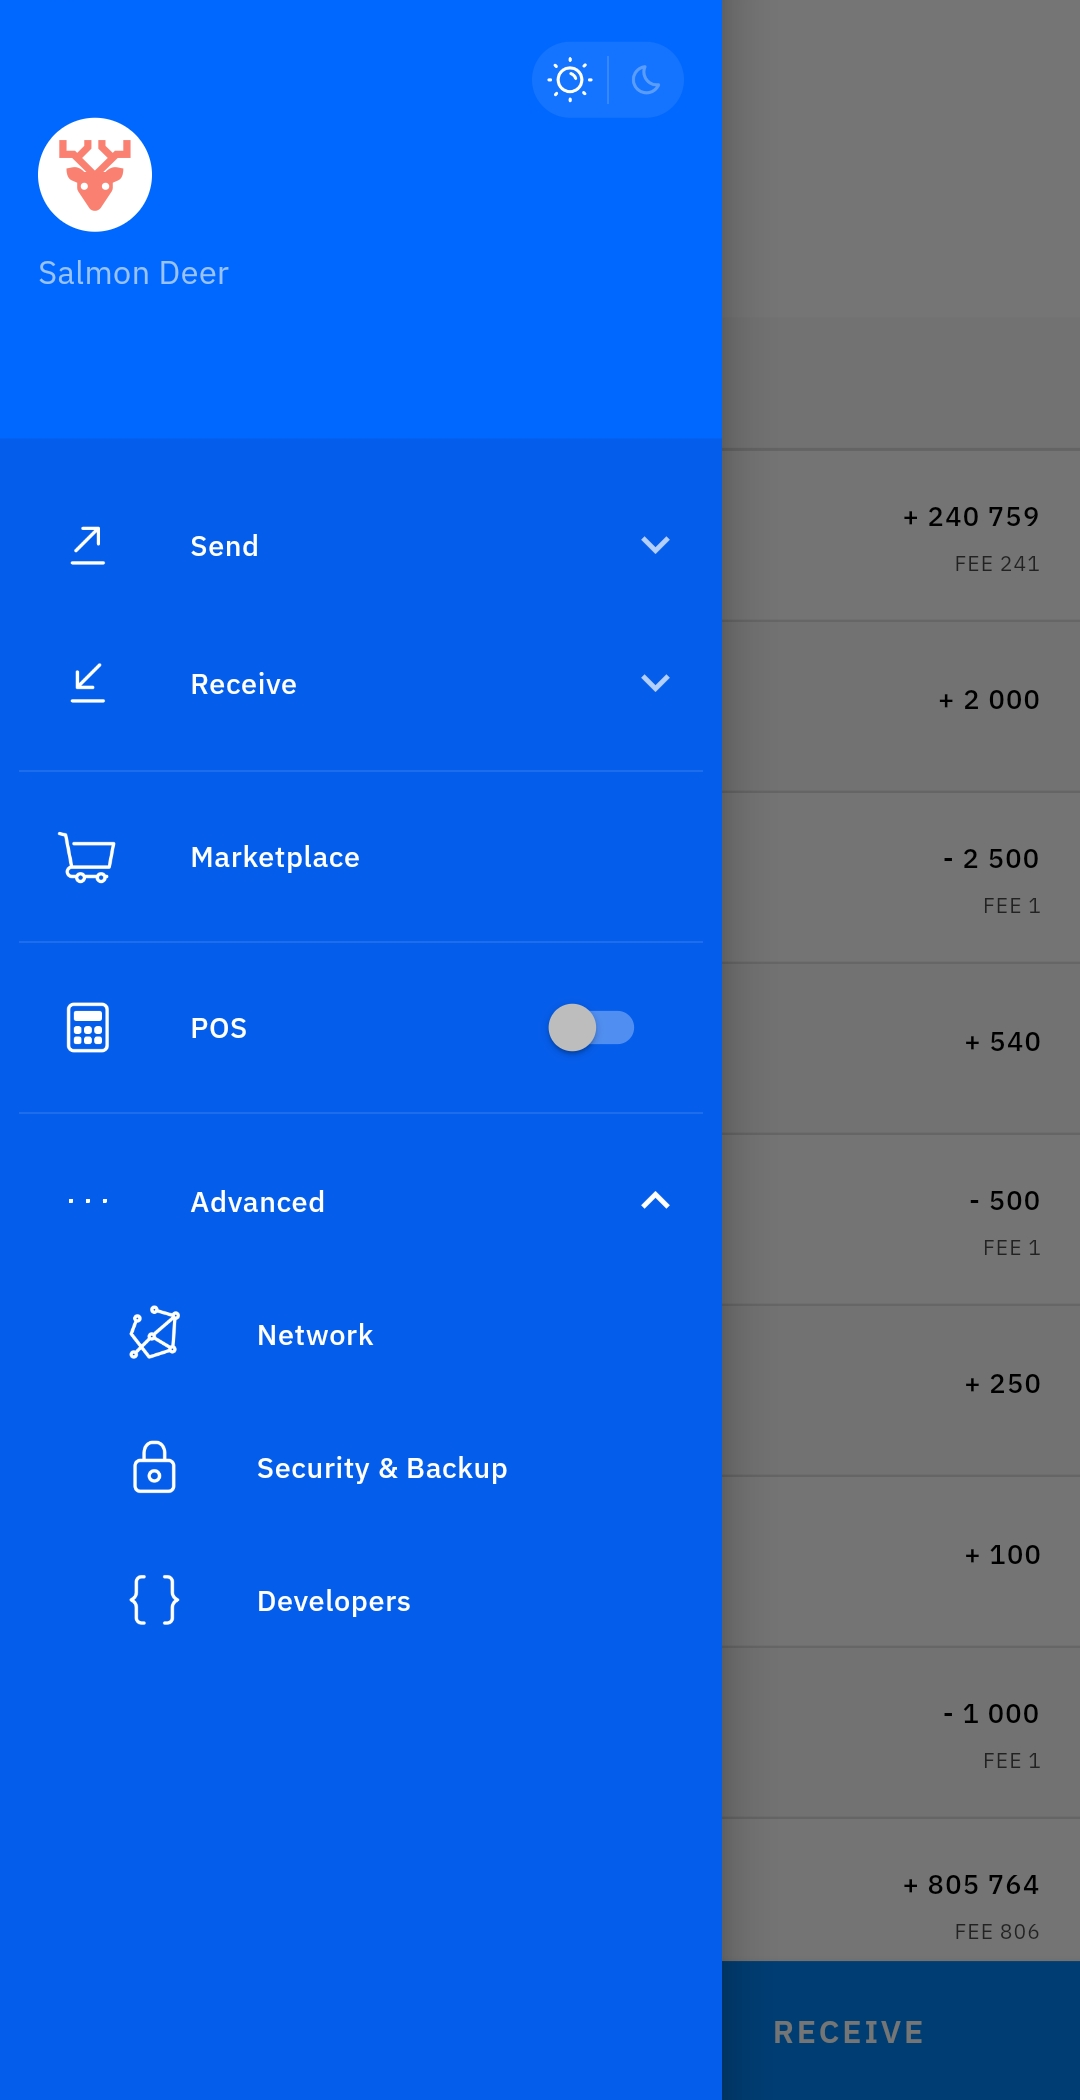 Salmon Deer
Send
Receive
Marketplace
POS
Advanced
Network
Security & Backup
Developers
+ 240 759
FEE 241
+ 2 000
- 2 500
FEE 1
+ 540
- 500
FEE 1
+ 250
+ 100
- 1 000
FEE 1
+ 805 764
FEE 806
RECEIVE